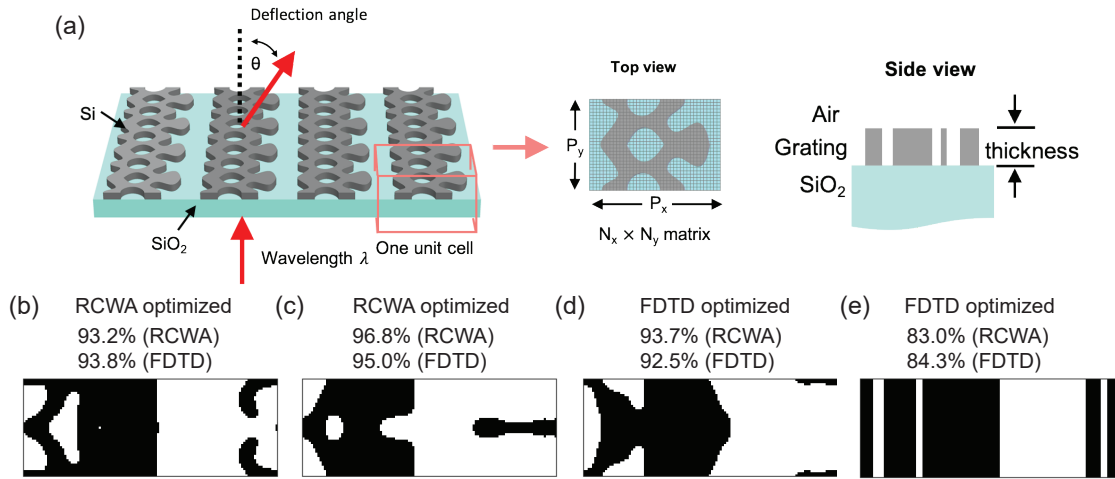 (a)
Deflection angle
θ
Si
SiO₂
Wavelength λ
One unit cell
Top view
Pᵧ
Pₓ
Nₓ × Nᵧ matrix
Side view
Air
Grating
thickness
SiO₂
(b)
RCWA optimized
93.2% (RCWA)
93.8% (FDTD)
(c)
RCWA optimized
96.8% (RCWA)
95.0% (FDTD)
(d)
FDTD optimized
93.7% (RCWA)
92.5% (FDTD)
(e)
FDTD optimized
83.0% (RCWA)
84.3% (FDTD)